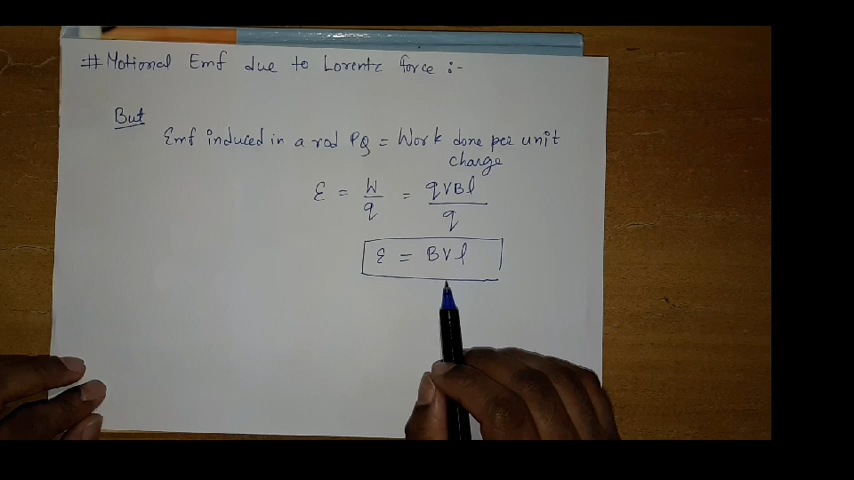 # Motional Emf due to Lorentz force :-
But
Emf induced in a rod PQ = Work done per unit
charge
ε = W/q = qVBl/q
ε = BVl